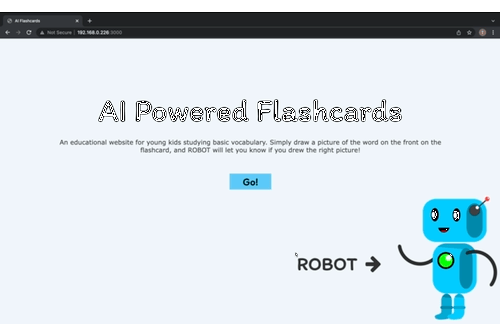 AI Flashcards
Not Secure | 192.168.0.226:3000
AI Powered Flashcards
An educational website for young kids studying basic vocabulary. Simply draw a picture of the word on the front on the
flashcard, and ROBOT will let you know if you drew the right picture!
Go!
ROBOT →